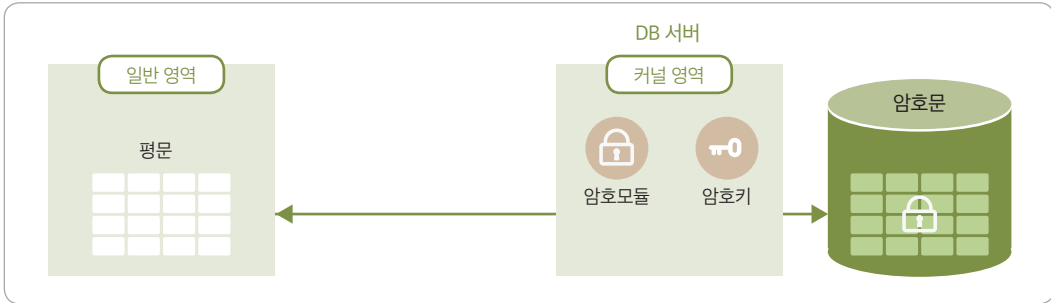 DB 서버
일반 영역
커널 영역
암호문
평문
암호모듈
암호키